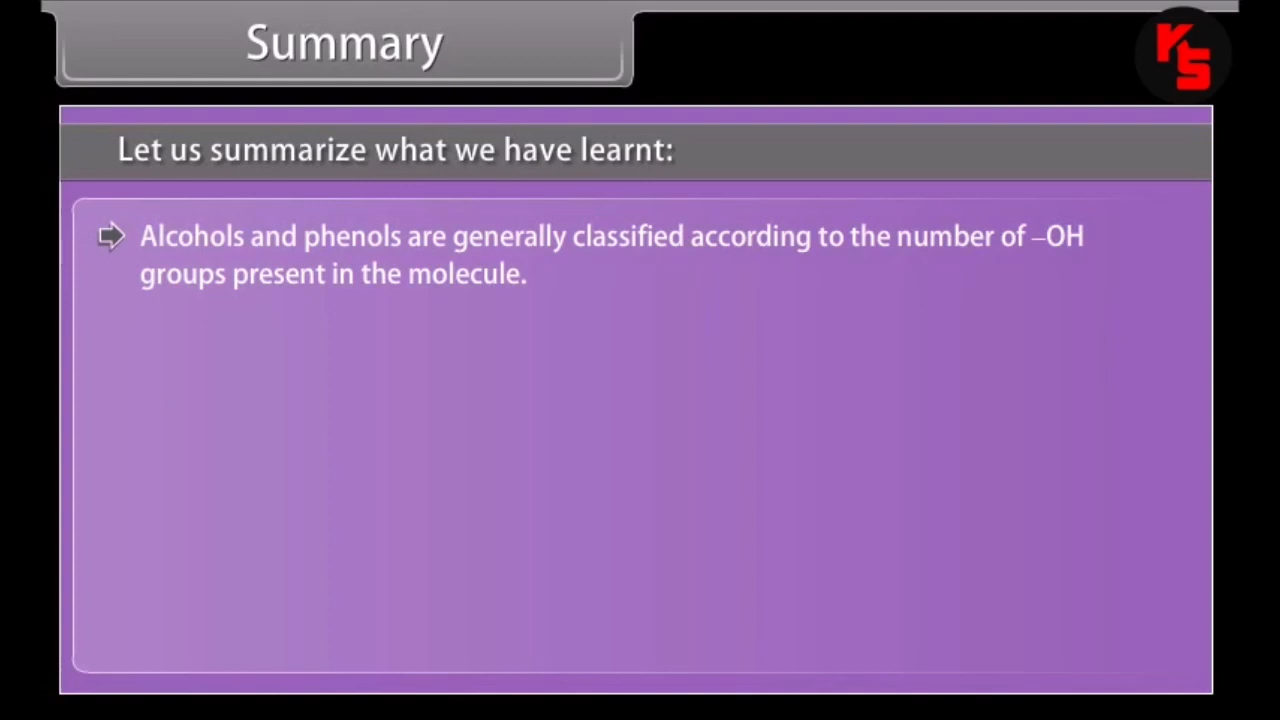 Summary
KTS
Let us summarize what we have learnt:
Alcohols and phenols are generally classified according to the number of –OH
groups present in the molecule.